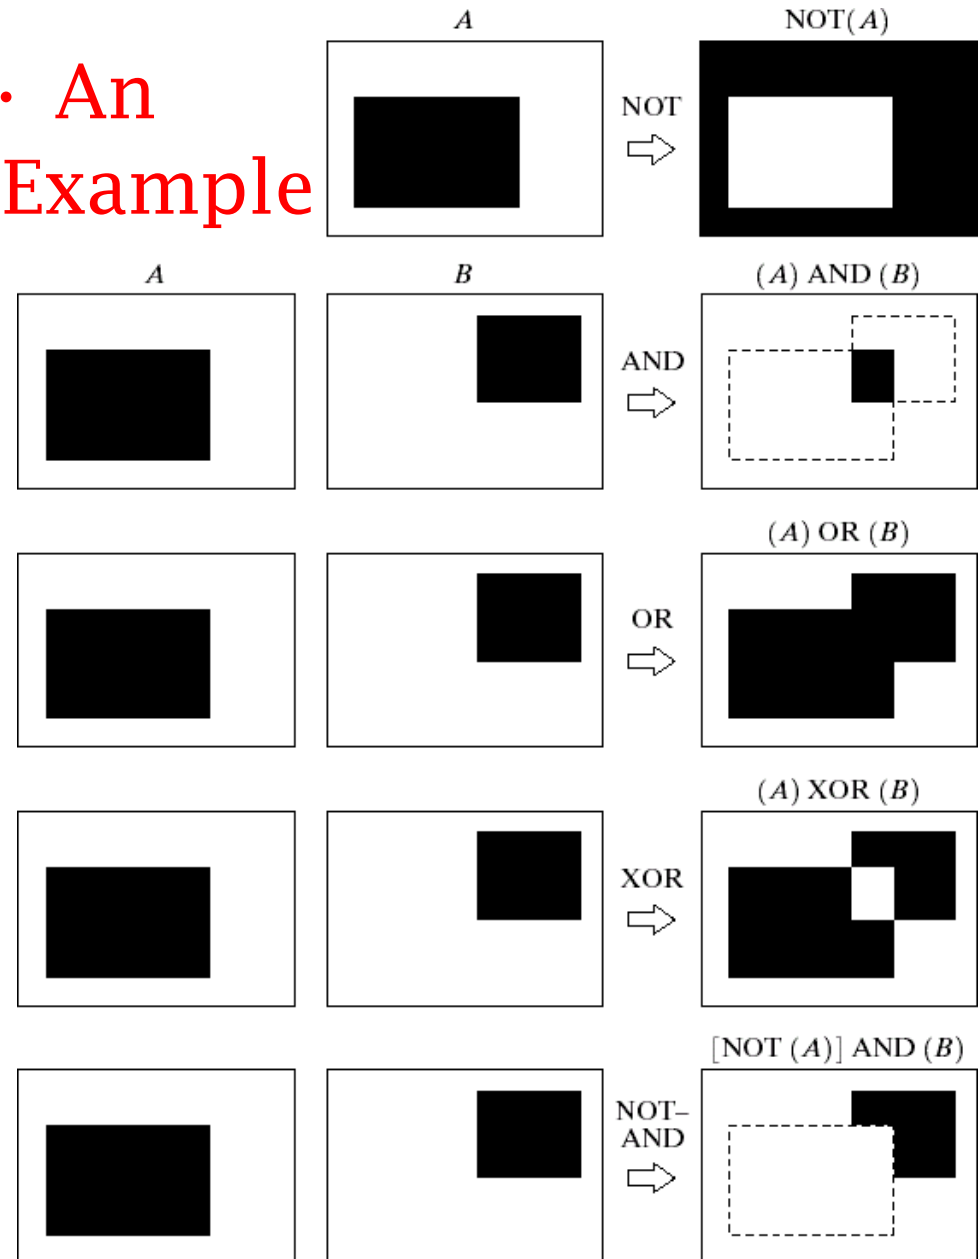 · An
Example
A
NOT(A)
NOT
A
B
(A) AND (B)
AND
(A) OR (B)
OR
(A) XOR (B)
XOR
[NOT (A)] AND (B)
NOT–
AND